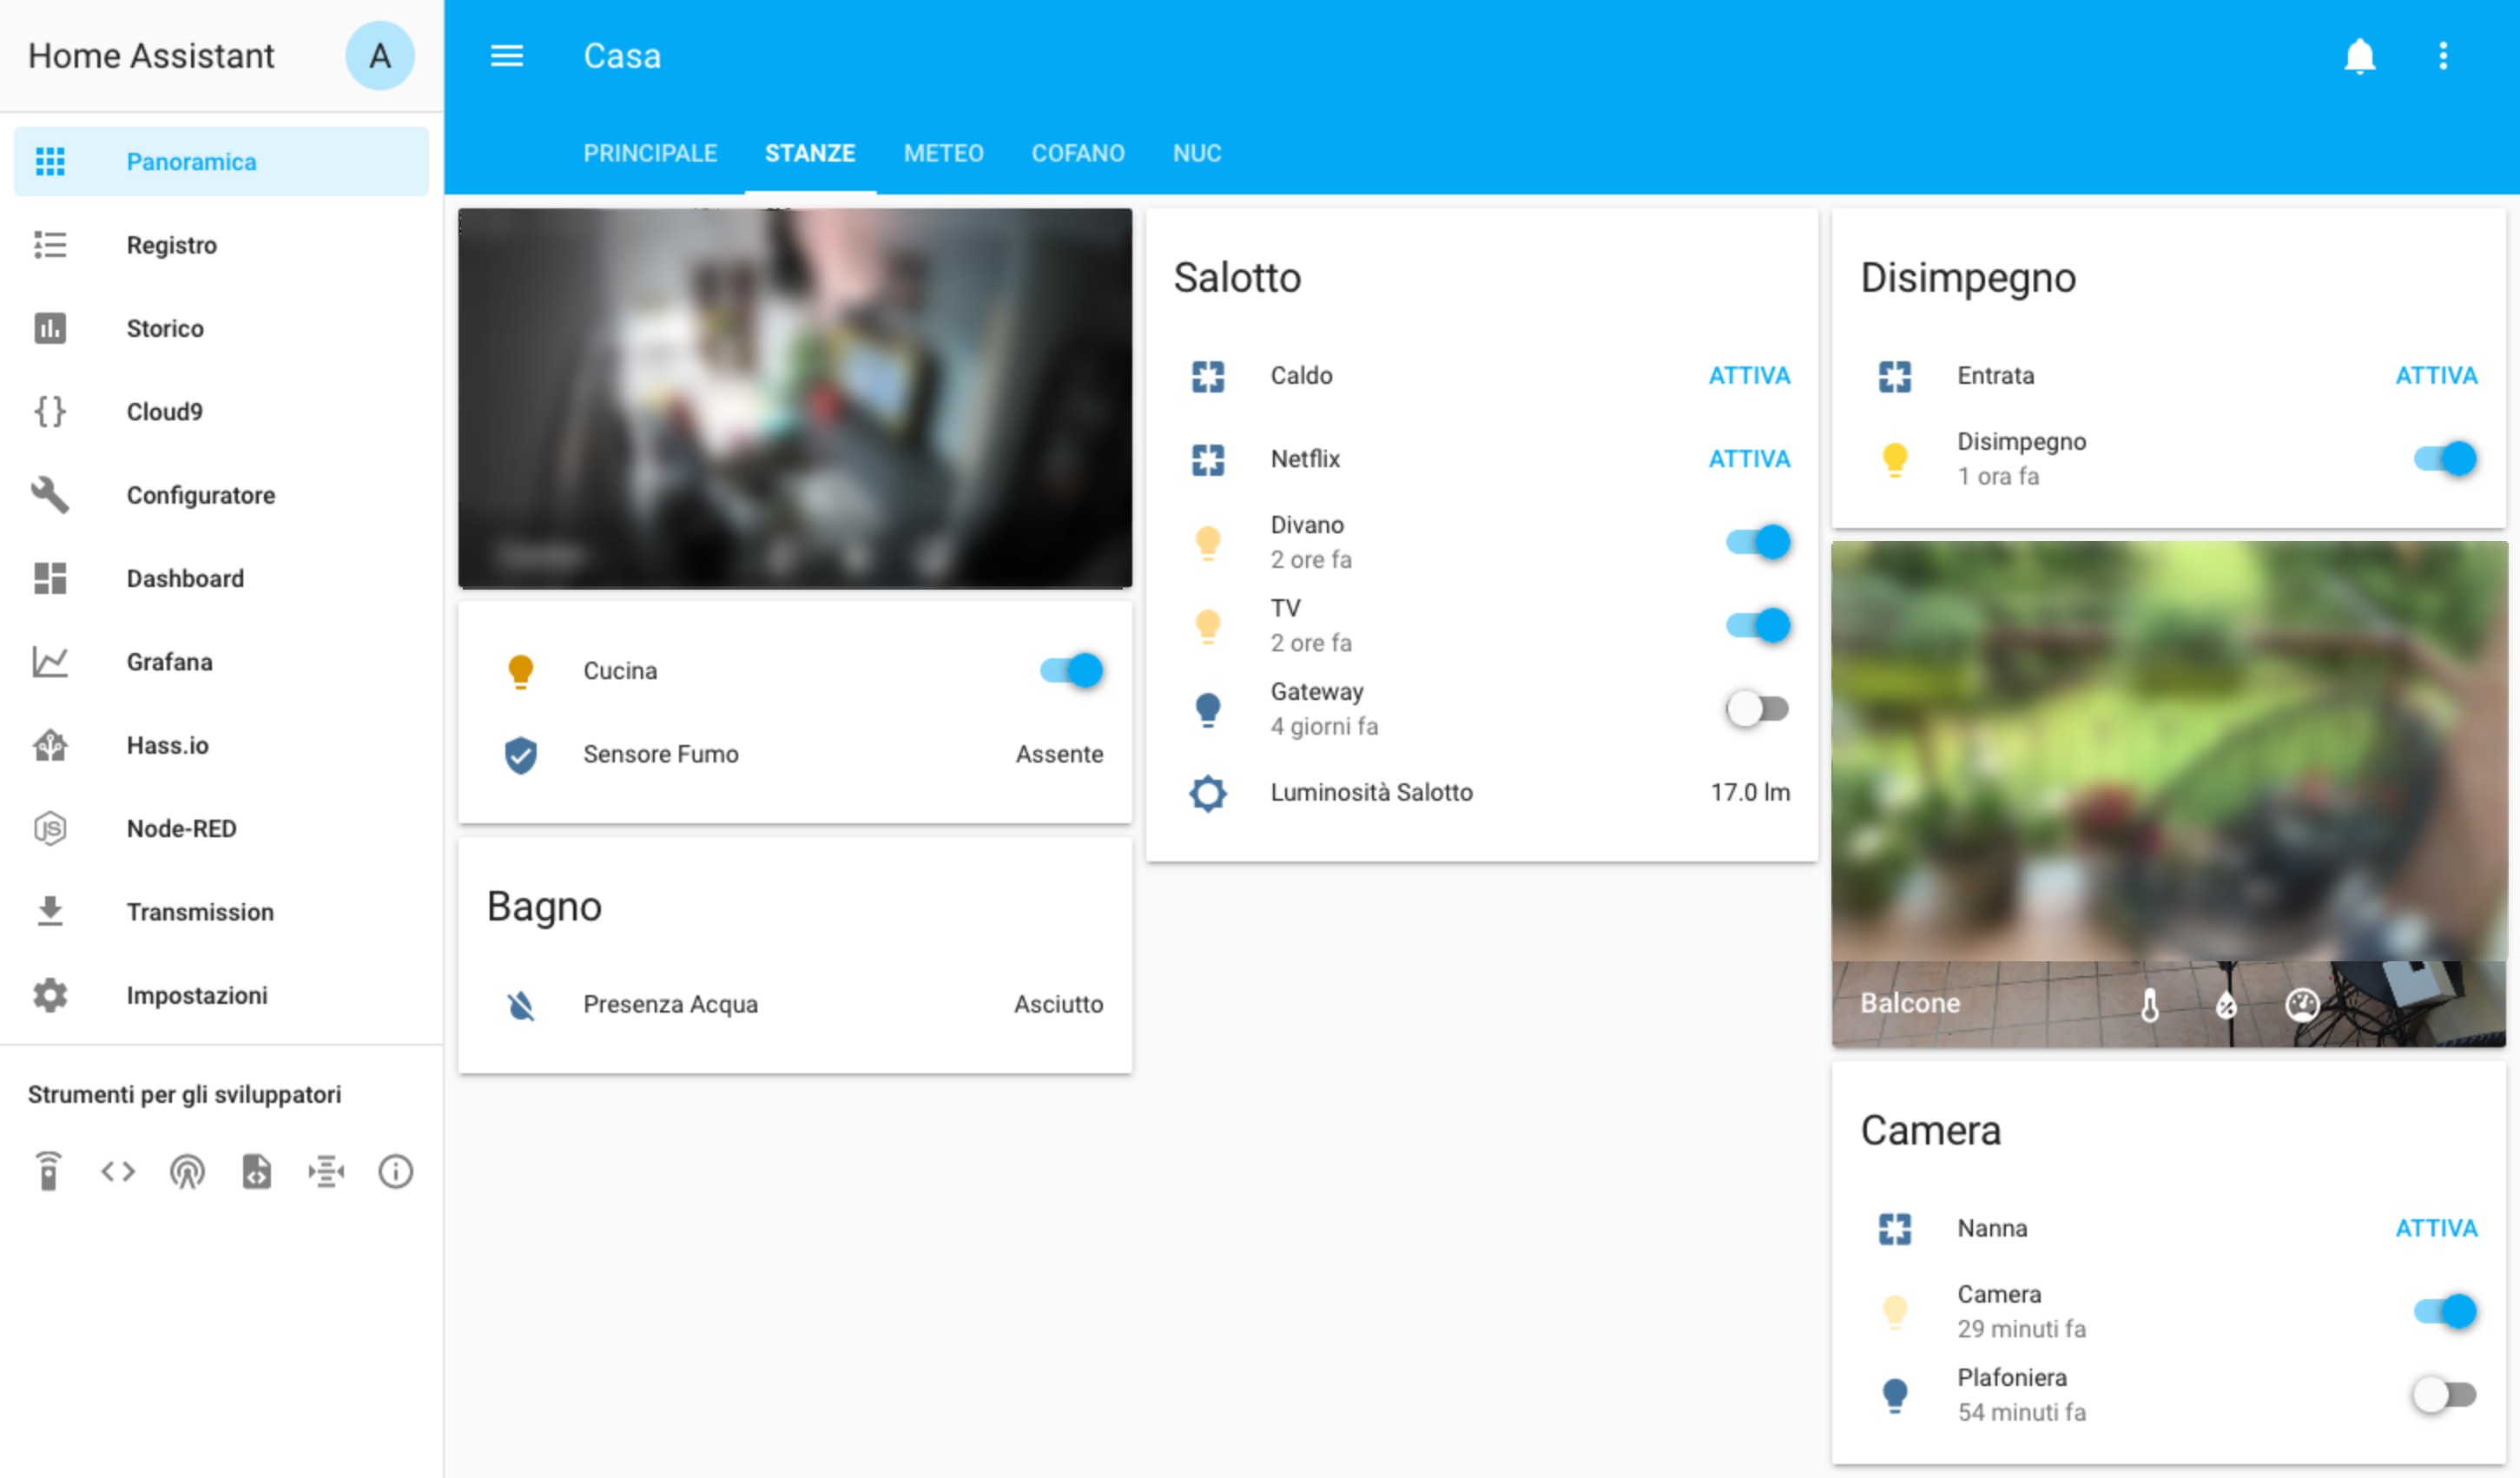 Home Assistant
A
Panoramica
Registro
Storico
Cloud9
Configuratore
Dashboard
Grafana
Hass.io
Node-RED
Transmission
Impostazioni
Strumenti per gli sviluppatori
Casa
PRINCIPALE STANZE METEO COFANO NUC
Cucina
Sensore Fumo Assente
Bagno
Presenza Acqua Asciutto
Salotto
Caldo ATTIVA
Netflix ATTIVA
Divano
2 ore fa
TV
2 ore fa
Gateway
4 giorni fa
Luminosità Salotto 17.0 lm
Disimpegno
Entrata ATTIVA
Disimpegno
1 ora fa
Balcone
Camera
Nanna ATTIVA
Camera
29 minuti fa
Plafoniera
54 minuti fa